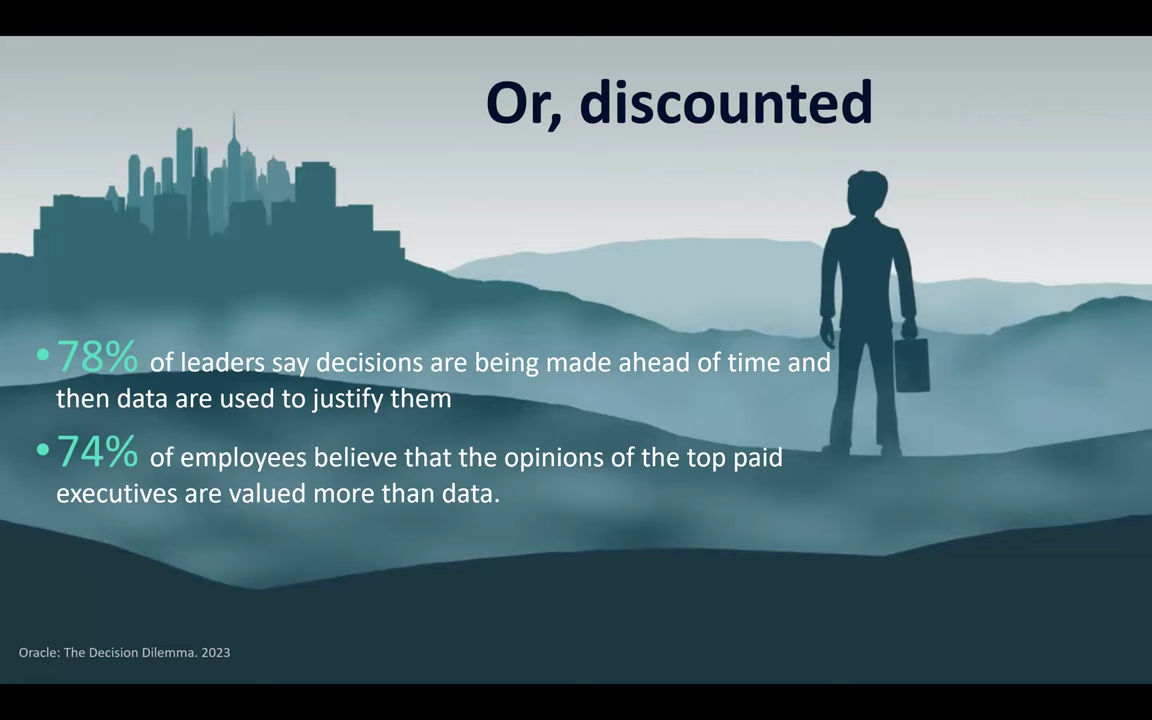 Or, discounted
• 78% of leaders say decisions are being made ahead of time and
then data are used to justify them
• 74% of employees believe that the opinions of the top paid
executives are valued more than data.
Oracle: The Decision Dilemma. 2023